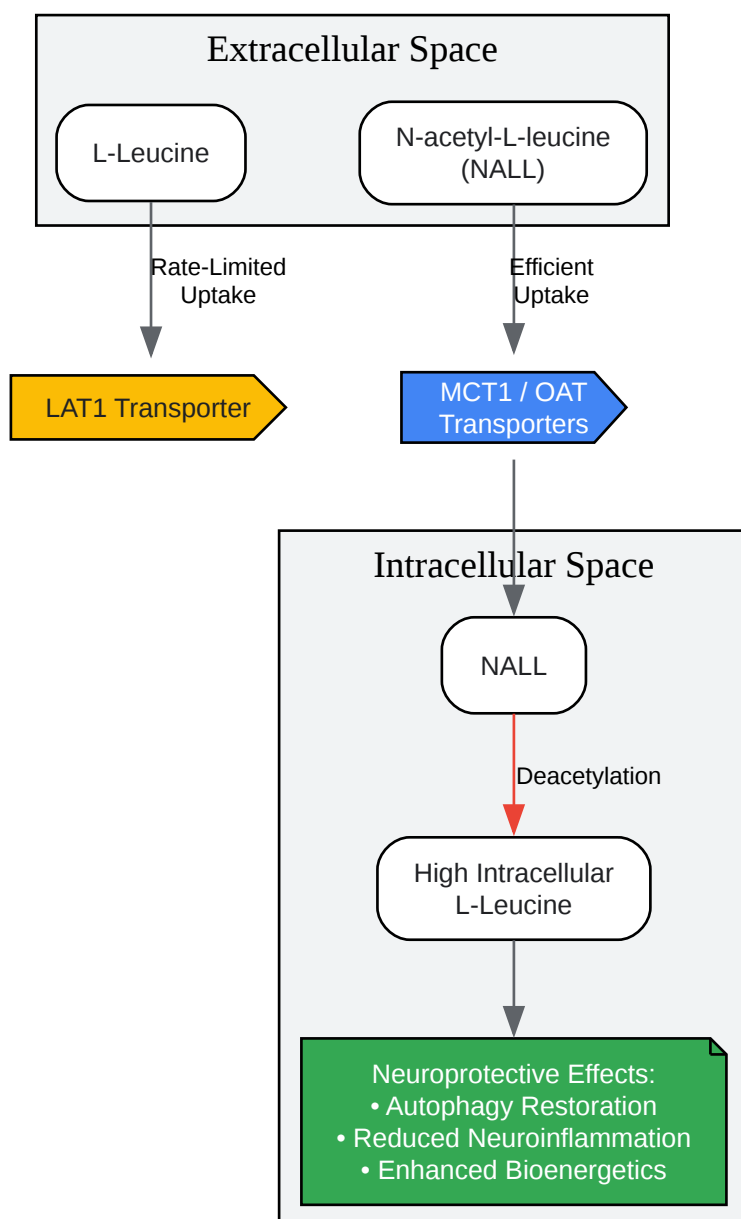 Extracellular Space
L-Leucine
N-acetyl-L-leucine
(NALL)
Rate-Limited
Uptake
Efficient
Uptake
LAT1 Transporter
MCT1 / OAT
Transporters
Intracellular Space
NALL
Deacetylation
High Intracellular
L-Leucine
Neuroprotective Effects:
• Autophagy Restoration
• Reduced Neuroinflammation
• Enhanced Bioenergetics